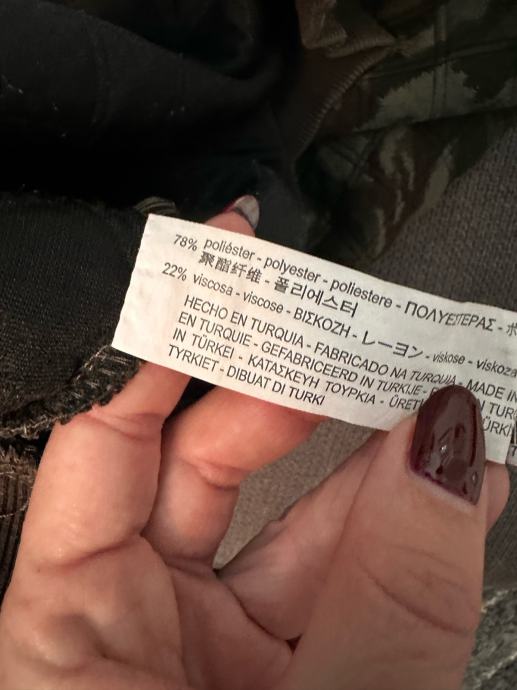 78% poliéster - polyester - poliestere - ΠΟΛΥΕΣΤΕΡΑΣ -
聚酯纤维 - 폴리에스터
22% viscosa - viscose - ΒΙΣΚΟΖΗ - レーヨン - viskose - viskoza
HECHO EN TURQUIA - FABRICADO NA TURQUIA - MADE IN
EN TURQUIE - GEFABRICEERD IN TURKIJE -
IN TÜRKEI - ΚΑΤΑΣΚΕΥΗ ΤΟΥΡΚΙΑ -
TYRKIET - DIBUAT DI TURKI